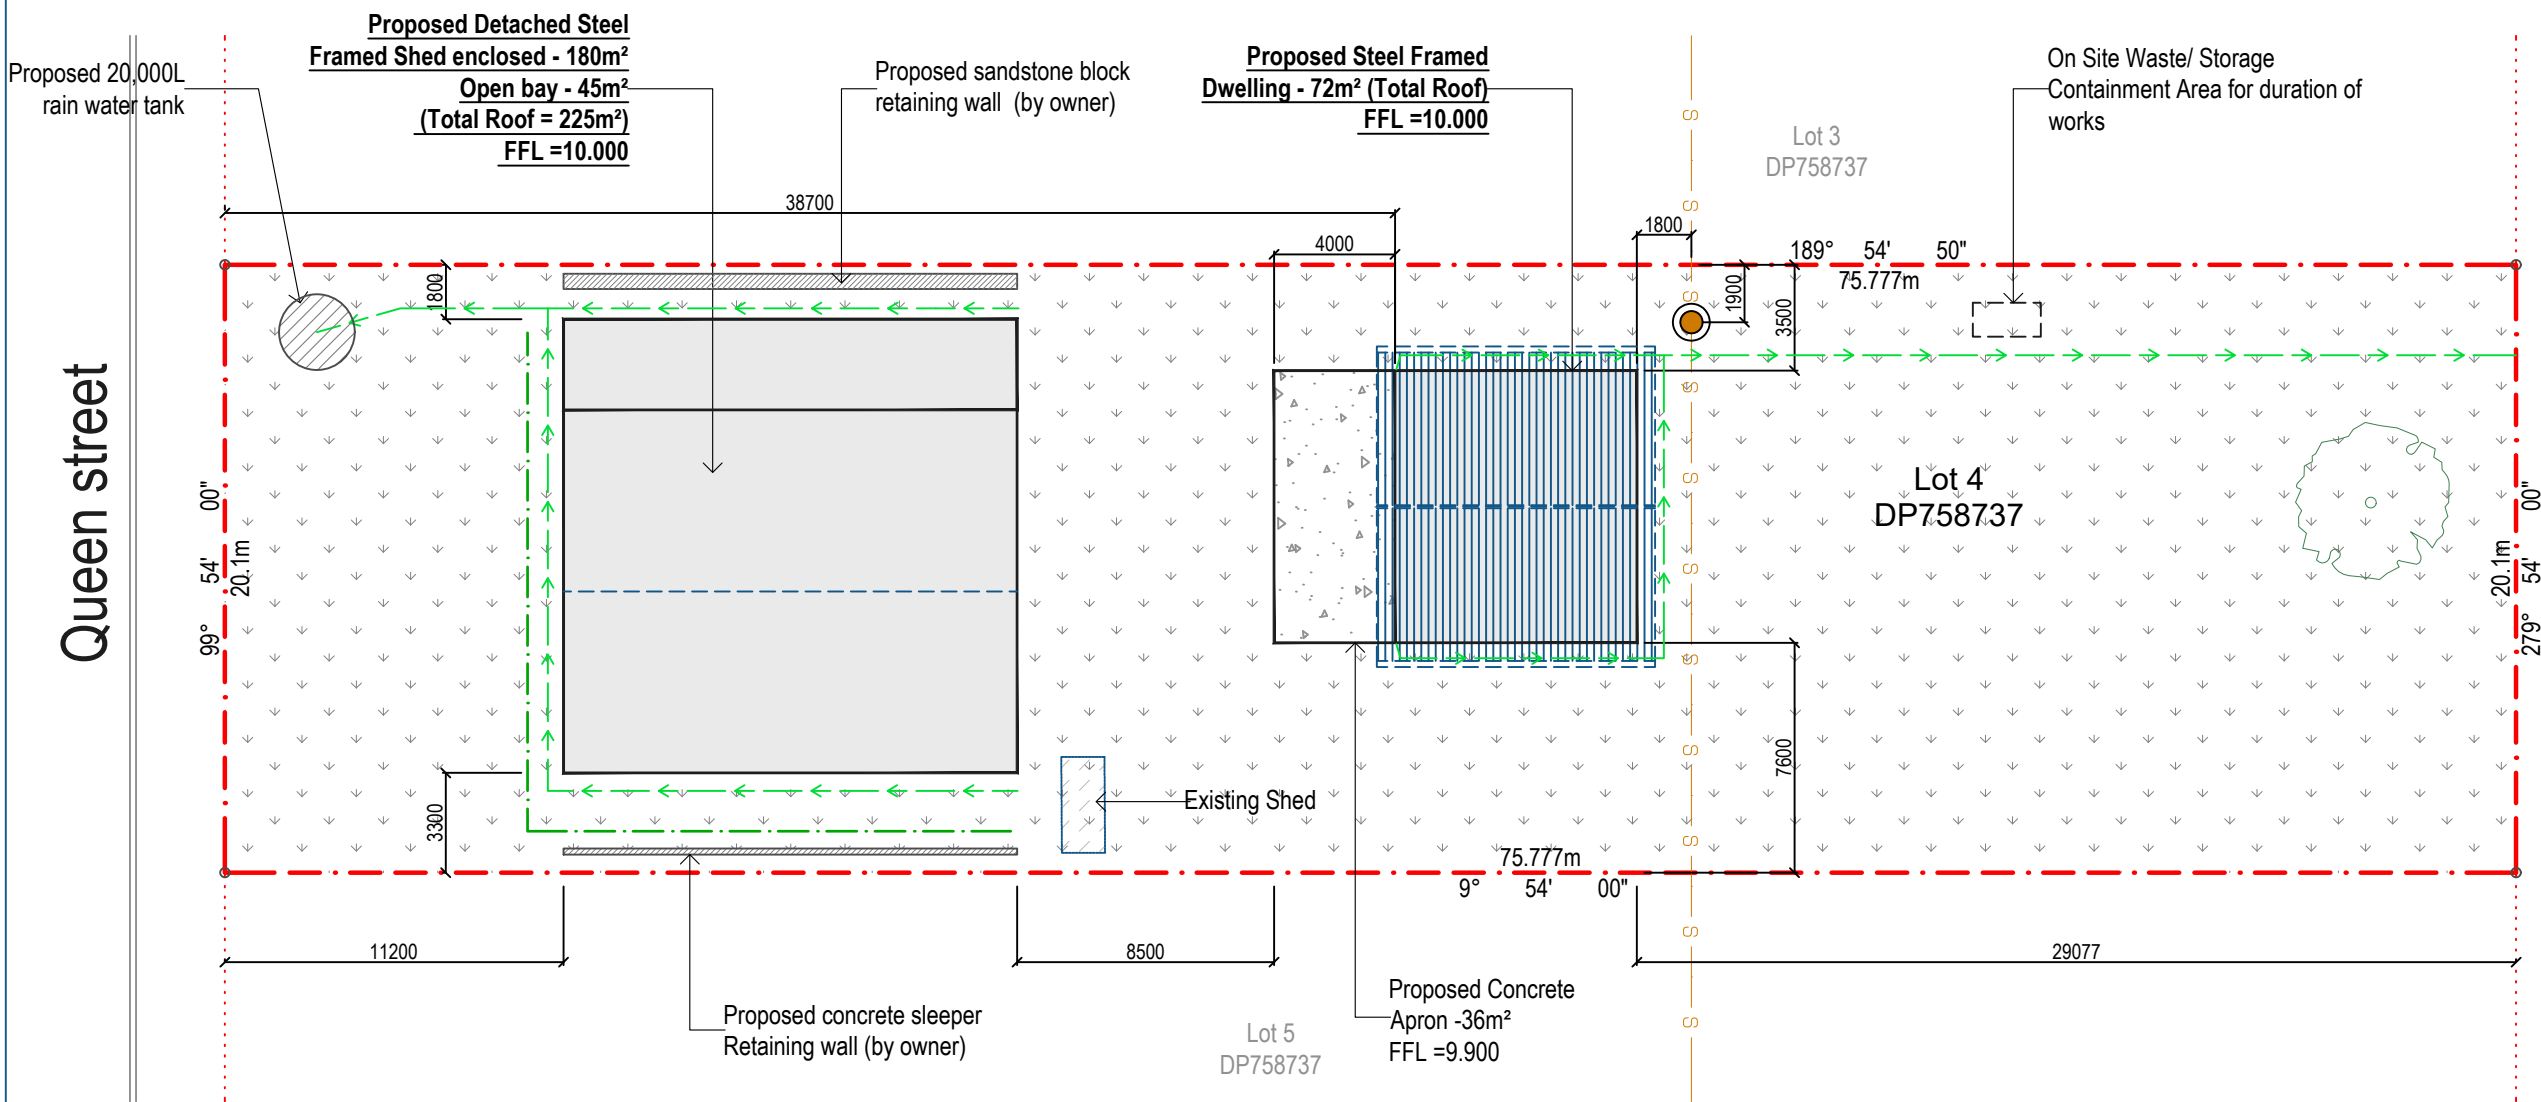 Proposed Detached Steel
Framed Shed enclosed - 180m²
Open bay - 45m²
(Total Roof = 225m²)
FFL =10.000
Proposed 20,000L
rain water tank
Proposed sandstone block
retaining wall (by owner)
Proposed Steel Framed
Dwelling - 72m² (Total Roof)
FFL =10.000
On Site Waste/ Storage
Containment Area for duration of
works
Lot 3
DP758737
38700
4000
1800
189° 54' 50"
75.777m
1800
1900
3500
Queen street
99° 54' 00"
20.1m
Lot 4
DP758737
279° 54' 00"
20.1m
7600
3300
Existing Shed
75.777m
9° 54' 00"
11200
8500
29077
Proposed concrete sleeper
Retaining wall (by owner)
Lot 5
DP758737
Proposed Concrete
Apron -36m²
FFL =9.900
S
S
S
S
S
S
S
S
S
S
S